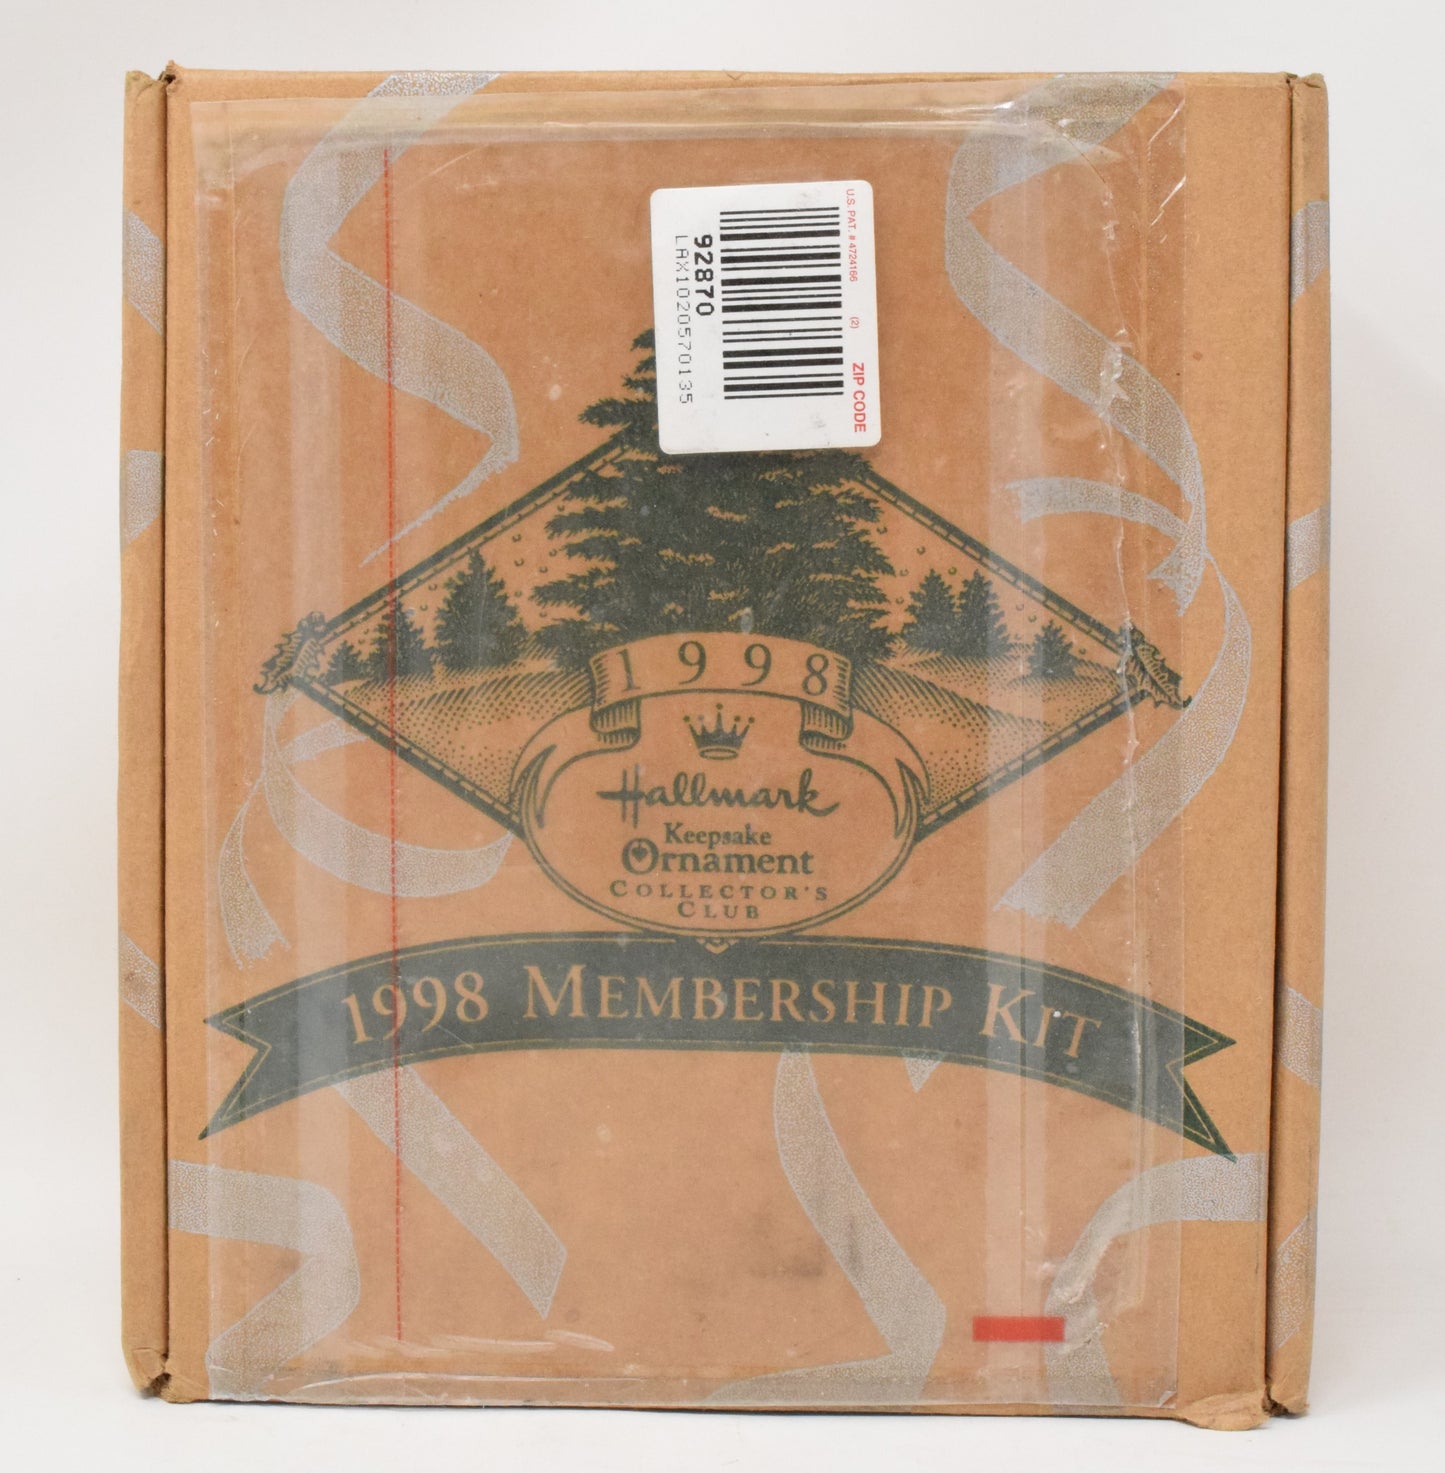 U.S. PAT. # 4724166 (2) ZIP CODE
92870
LAX1020570135
1998
Hallmark
Keepsake
Ornament
COLLECTOR'S
CLUB
1998 MEMBERSHIP KIT